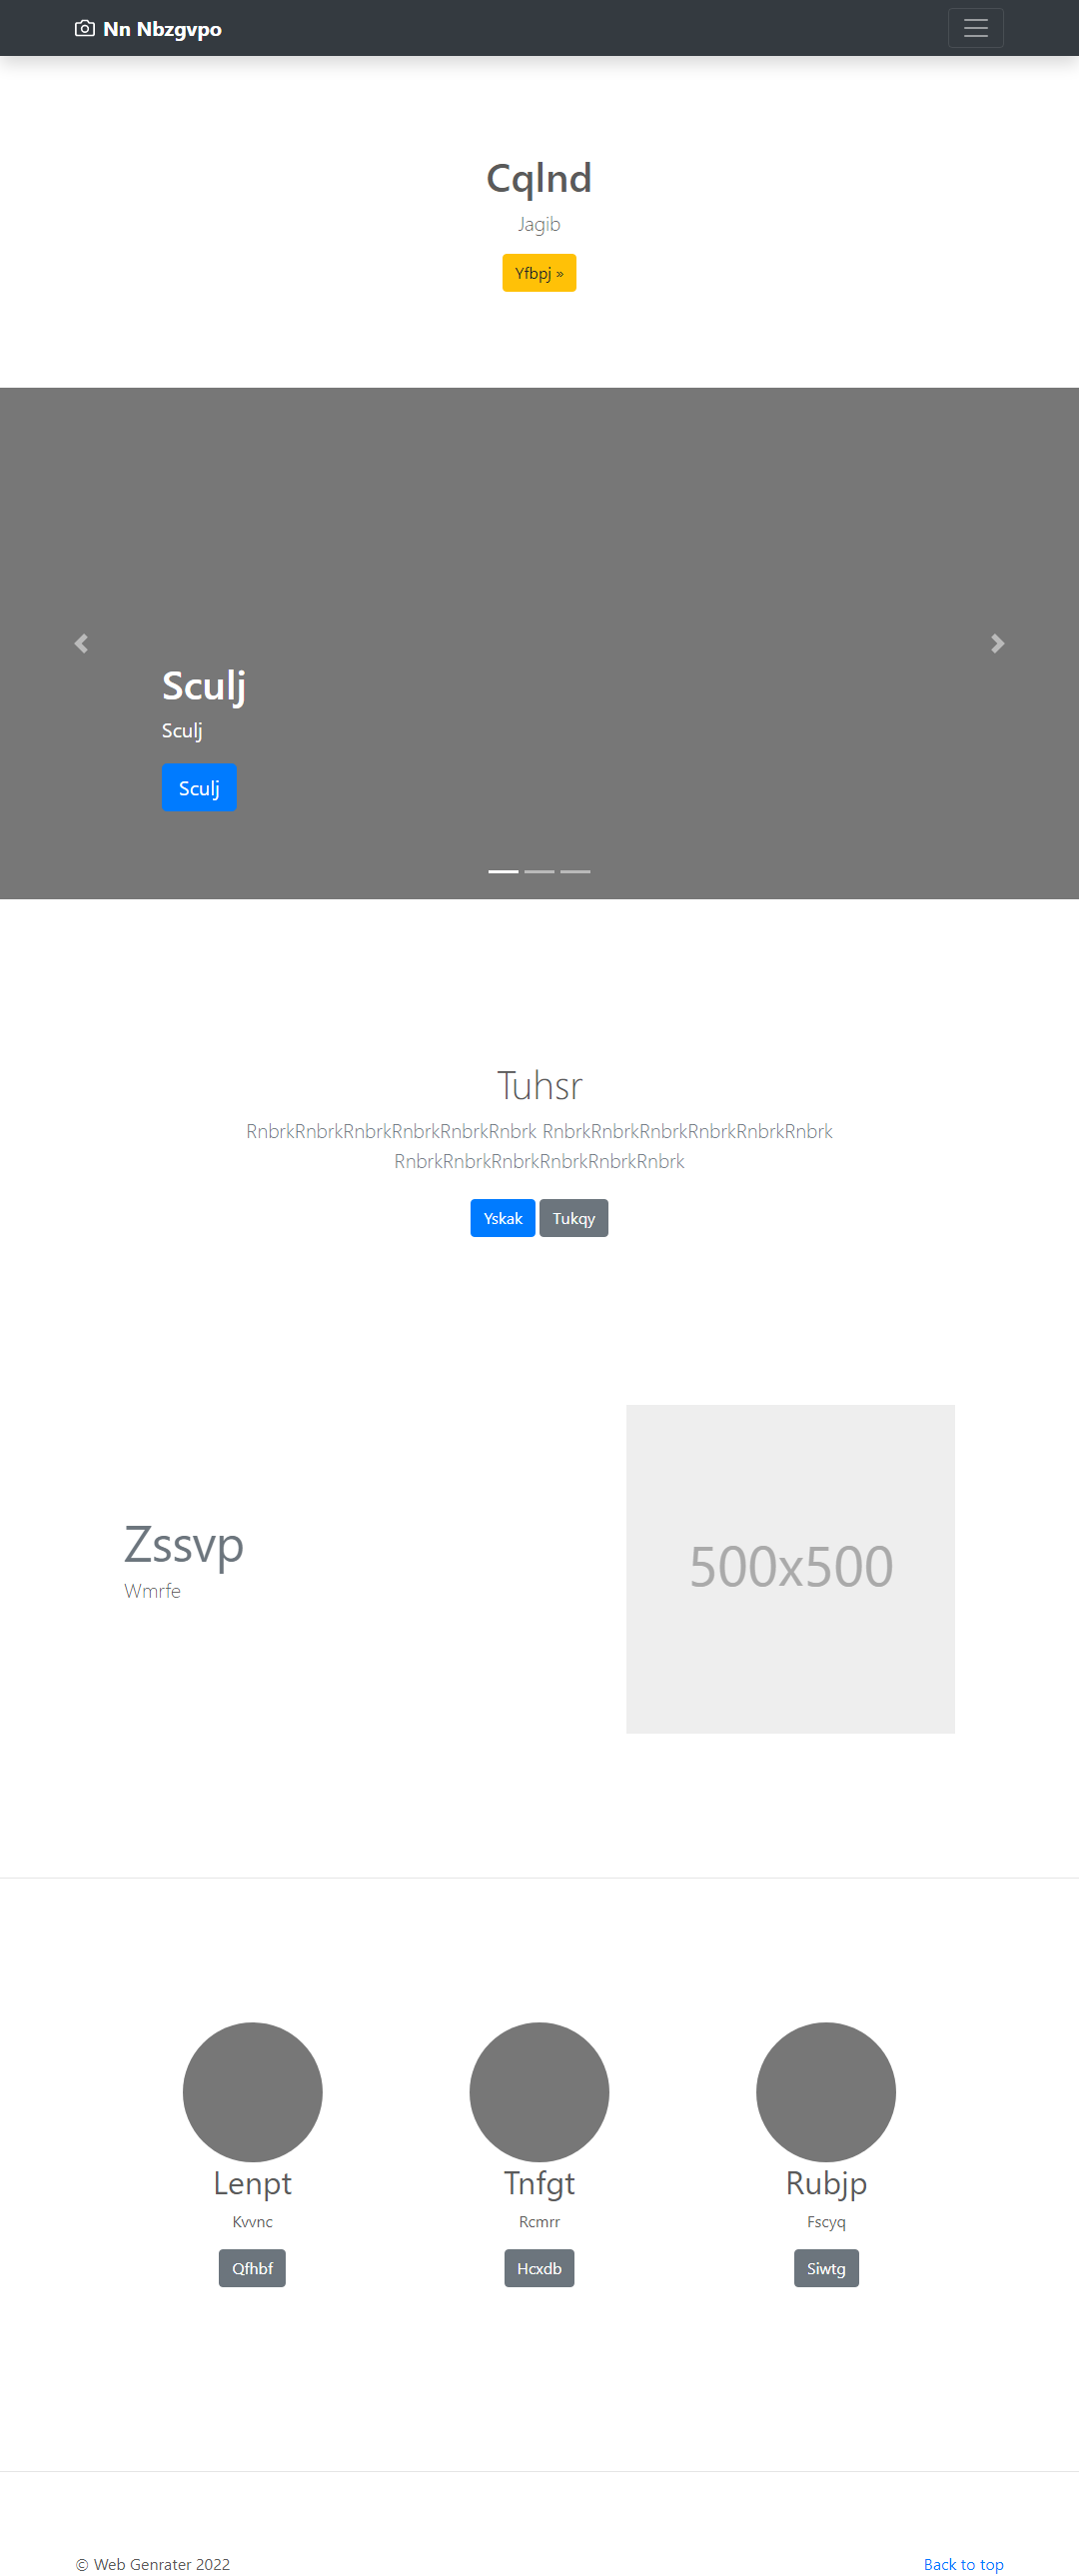 Nn Nbzgvpo
Cqlnd
Jagib
Yfbpj »
Sculj
Sculj
Sculj
Tuhsr
RnbrkRnbrkRnbrkRnbrkRnbrkRnbrk RnbrkRnbrkRnbrkRnbrkRnbrkRnbrk
RnbrkRnbrkRnbrkRnbrkRnbrkRnbrk
Yskak Tukqy
Zssvp
Wmrfe
500x500
Lenpt Tnfgt Rubjp
Kvvnc Rcmrr Fscyq
Qfhbf Hcxdb Siwtg
© Web Genrater 2022 Back to top